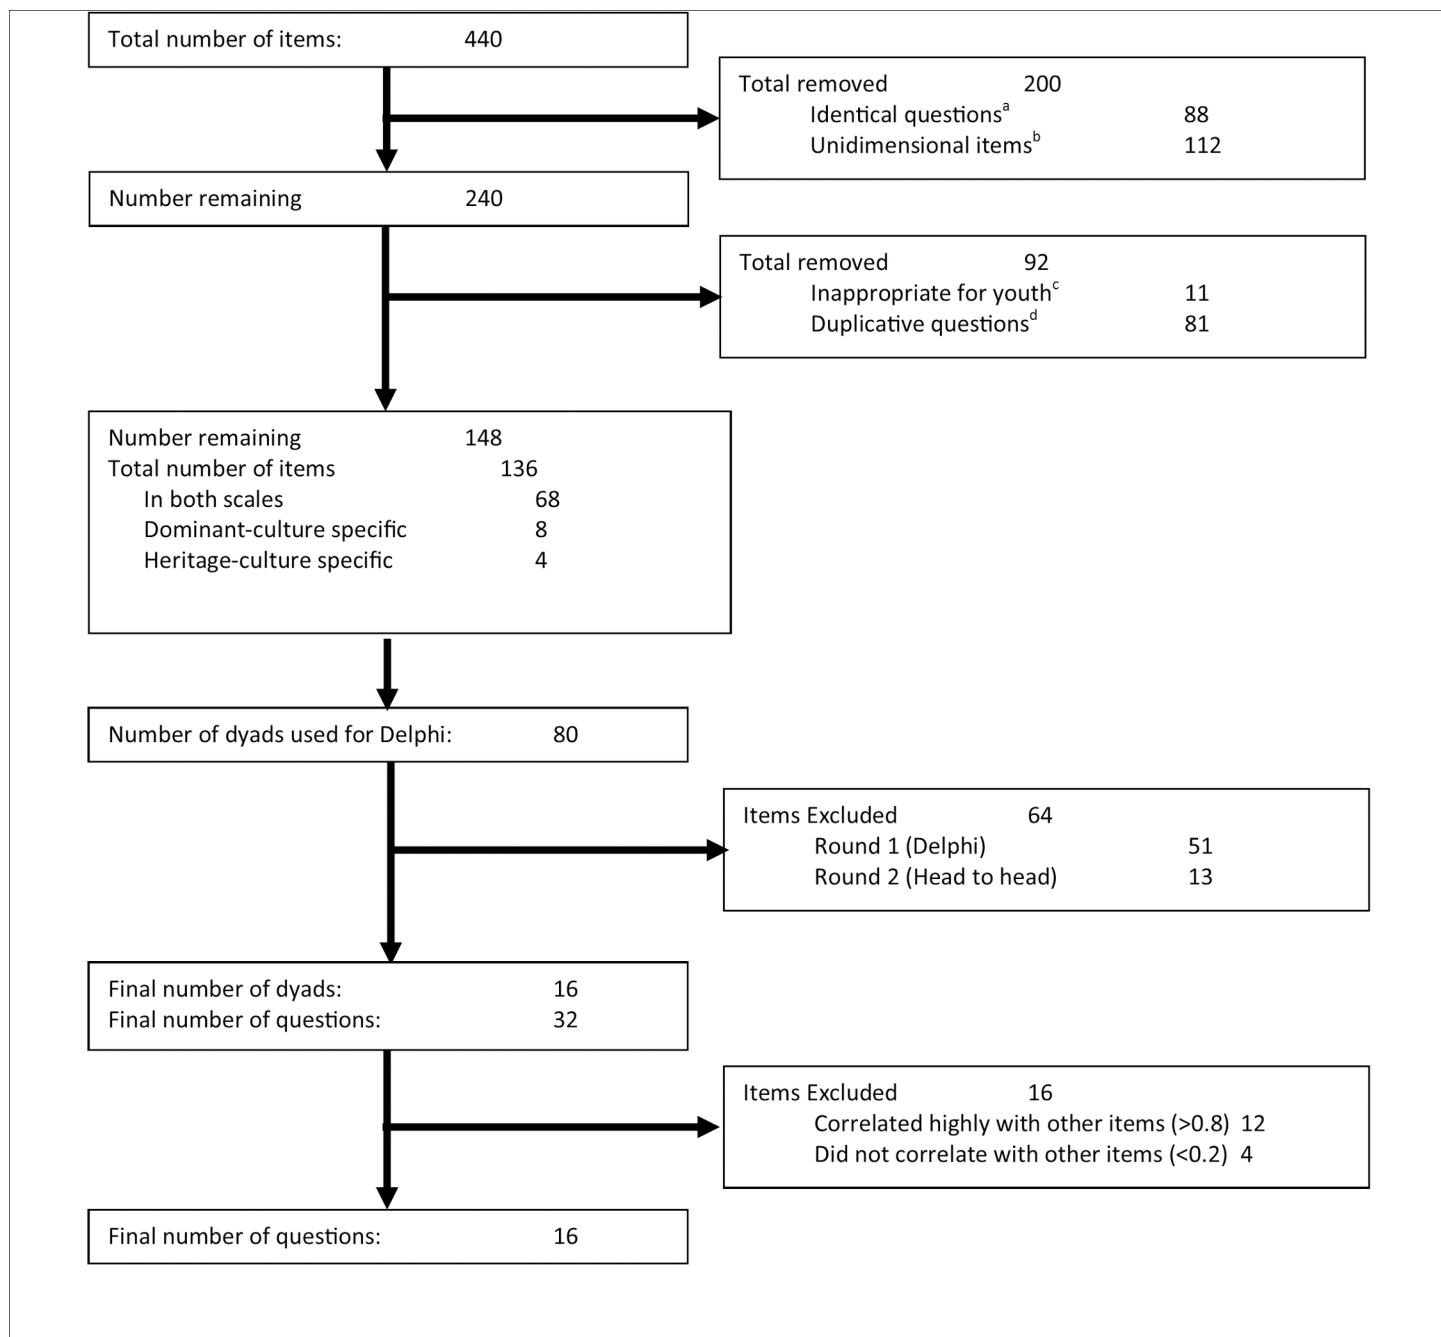 Total number of items: 440
Total removed 200
Identical questionsᵃ 88
Unidimensional itemsᵇ 112
Number remaining 240
Total removed 92
Inappropriate for youthᶜ 11
Duplicative questionsᵈ 81
Number remaining 148
Total number of items 136
In both scales 68
Dominant-culture specific 8
Heritage-culture specific 4
Number of dyads used for Delphi: 80
Items Excluded 64
Round 1 (Delphi) 51
Round 2 (Head to head) 13
Final number of dyads: 16
Final number of questions: 32
Items Excluded 16
Correlated highly with other items (>0.8) 12
Did not correlate with other items (<0.2) 4
Final number of questions: 16